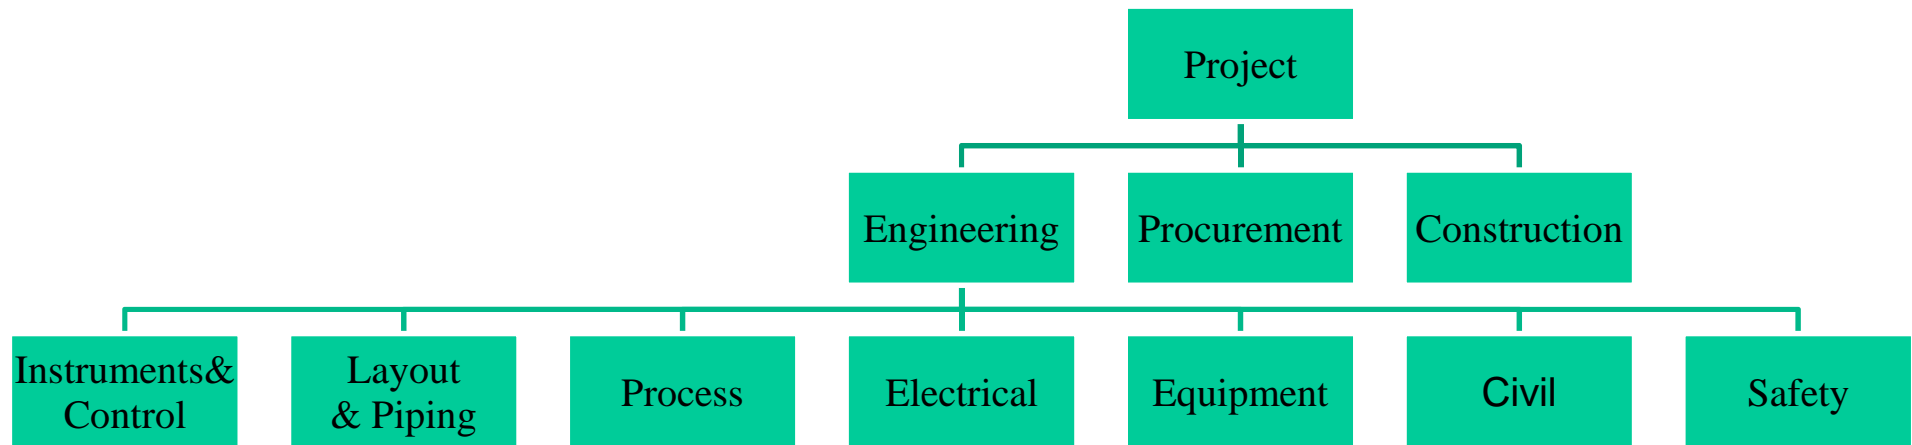 Project
Engineering
Procurement
Construction
Instruments&
Control
Layout
& Piping
Process
Electrical
Equipment
Civil
Safety